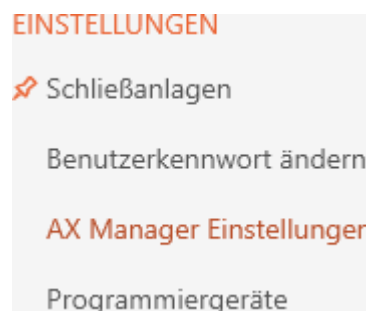 EINSTELLUNGEN
Schließanlagen
Benutzerkennwort ändern
AX Manager Einstellungen
Programmiergeräte